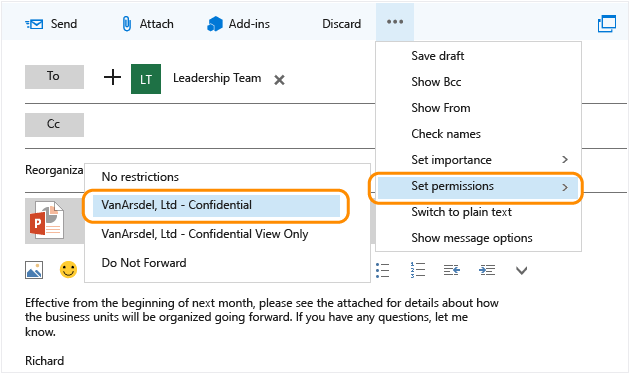 Send Attach Add-ins Discard ...
Save draft
To + LT Leadership Team ×
Show Bcc
Show From
Cc
Check names
Set importance >
Reorganiza
No restrictions
Set permissions >
VanArsdel, Ltd - Confidential
Switch to plain text
VanArsdel, Ltd - Confidential View Only
Show message options
Do Not Forward
P
1
2
3
Effective from the beginning of next month, please see the attached for details about how
the business units will be organized going forward. If you have any questions, let me
know.
Richard